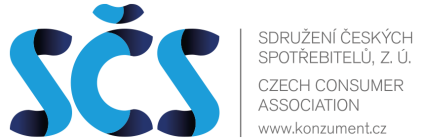 SČS
SDRUŽENÍ ČESKÝCH
SPOTŘEBITELŮ, Z. Ú.
CZECH CONSUMER
ASSOCIATION
www.konzument.cz